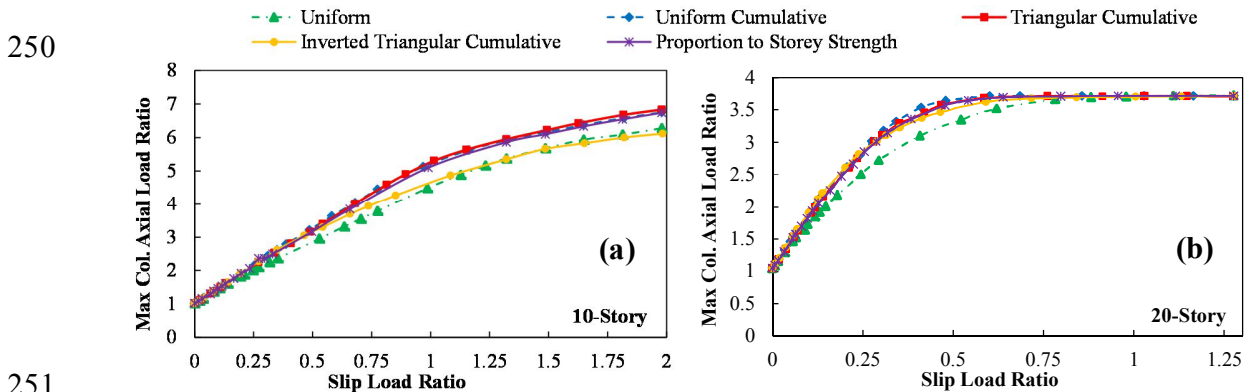 Uniform Uniform Cumulative Triangular Cumulative
250
Inverted Triangular Cumulative Proportion to Storey Strength
8
7
6
5
4
3
2
1
0
Max Col. Axial Load Ratio
0 0.25 0.5 0.75 1 1.25 1.5 1.75 2
Slip Load Ratio
(a)
10-Story
4
3.5
3
2.5
2
1.5
1
0.5
0
Max Col. Axial Load Ratio
0 0.25 0.5 0.75 1 1.25
Slip Load Ratio
(b)
20-Story
251